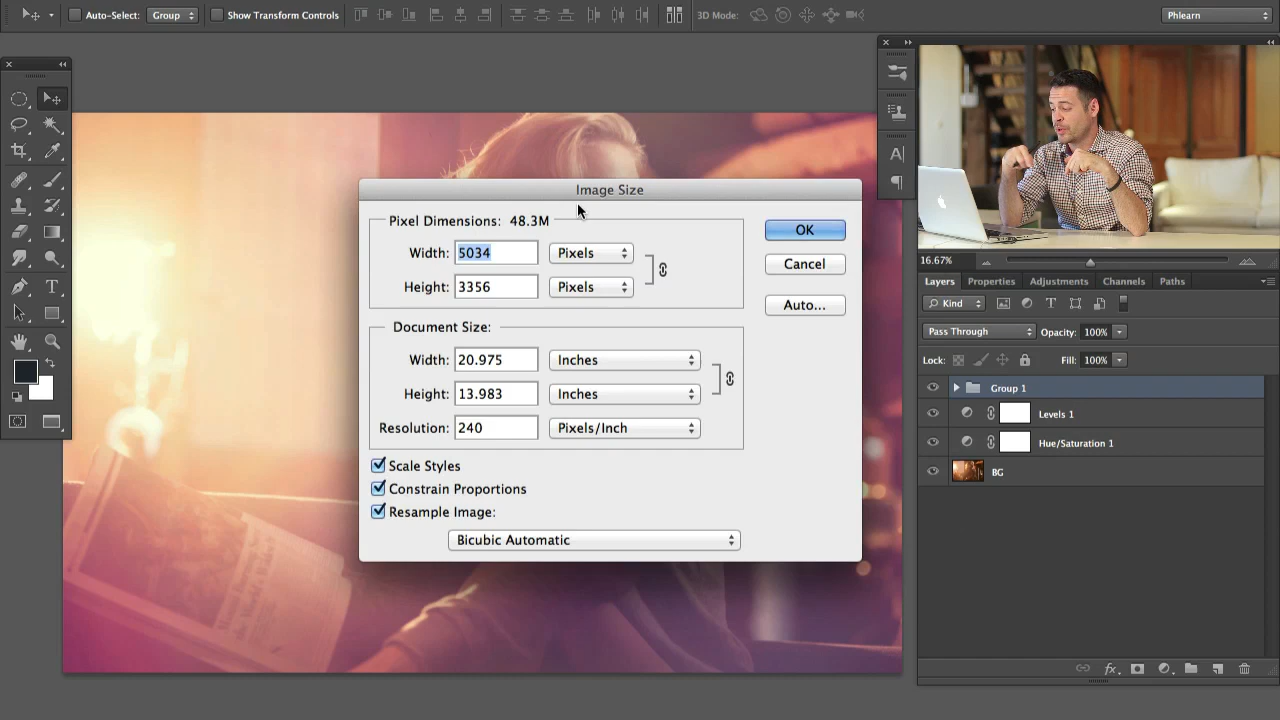 Auto-Select: Group Show Transform Controls 3D Mode: Phlearn
Image Size
Pixel Dimensions: 48.3M
Width: 5034 Pixels
Height: 3356 Pixels
OK
Cancel
Auto...
Document Size:
Width: 20.975 Inches
Height: 13.983 Inches
Resolution: 240 Pixels/Inch
Scale Styles
Constrain Proportions
Resample Image:
Bicubic Automatic
16.67%
Layers Properties Adjustments Channels Paths
Kind
Pass Through Opacity: 100%
Lock: Fill: 100%
Group 1
Levels 1
Hue/Saturation 1
BG